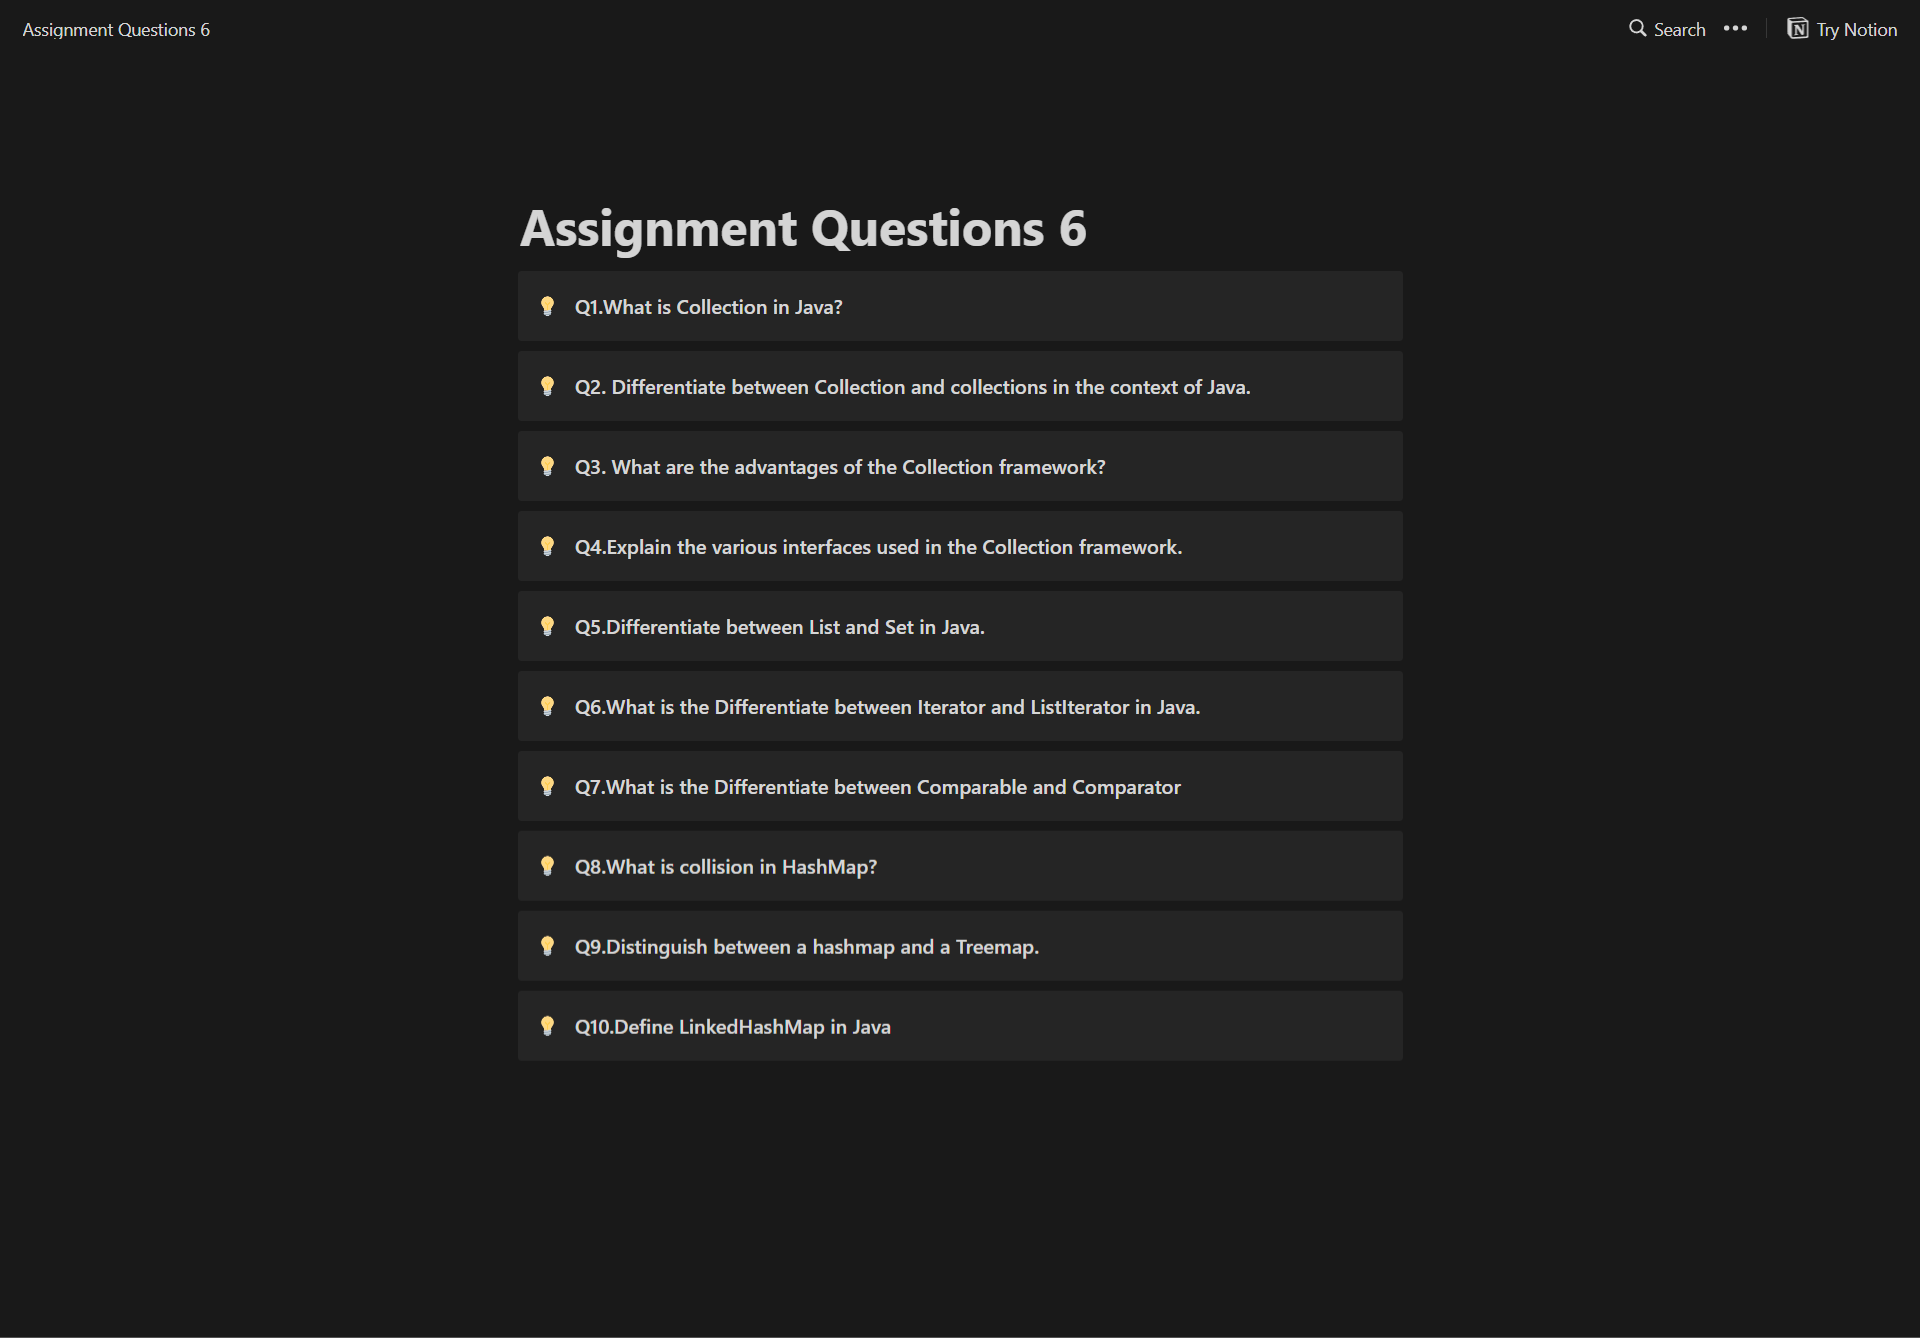 Assignment Questions 6
Search
Try Notion
Assignment Questions 6
Q1.What is Collection in Java?
Q2. Differentiate between Collection and collections in the context of Java.
Q3. What are the advantages of the Collection framework?
Q4.Explain the various interfaces used in the Collection framework.
Q5.Differentiate between List and Set in Java.
Q6.What is the Differentiate between Iterator and ListIterator in Java.
Q7.What is the Differentiate between Comparable and Comparator
Q8.What is collision in HashMap?
Q9.Distinguish between a hashmap and a Treemap.
Q10.Define LinkedHashMap in Java